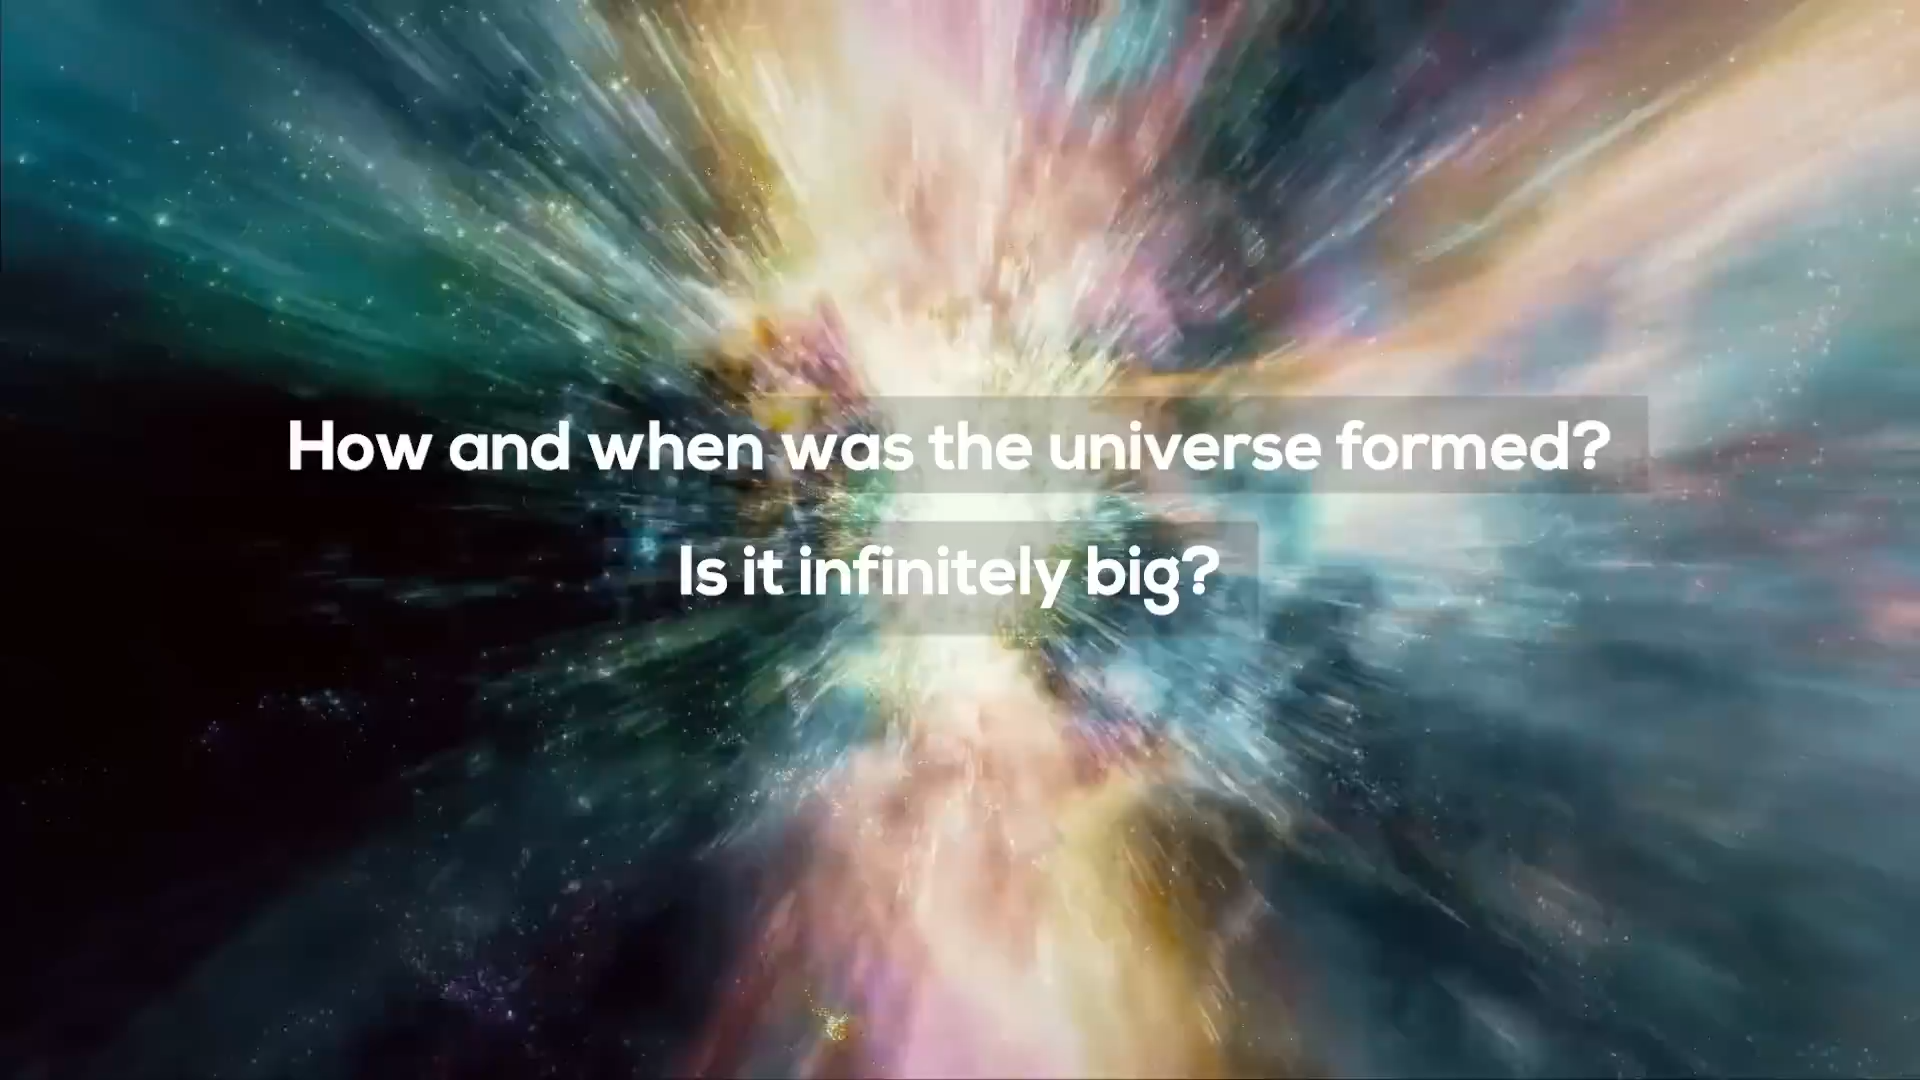 How and when was the universe formed?
Is it infinitely big?